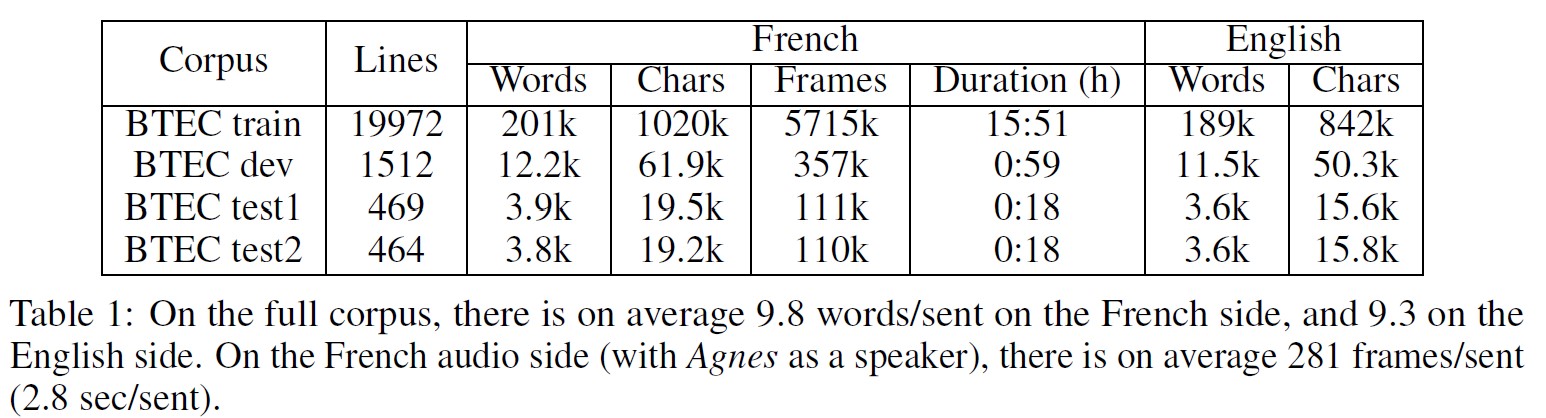 Corpus Lines French English
Words Chars Frames Duration (h) Words Chars
BTEC train 19972 201k 1020k 5715k 15:51 189k 842k
BTEC dev 1512 12.2k 61.9k 357k 0:59 11.5k 50.3k
BTEC test1 469 3.9k 19.5k 111k 0:18 3.6k 15.6k
BTEC test2 464 3.8k 19.2k 110k 0:18 3.6k 15.8k
Table 1: On the full corpus, there is on average 9.8 words/sent on the French side, and 9.3 on the
English side. On the French audio side (with Agnes as a speaker), there is on average 281 frames/sent
(2.8 sec/sent).